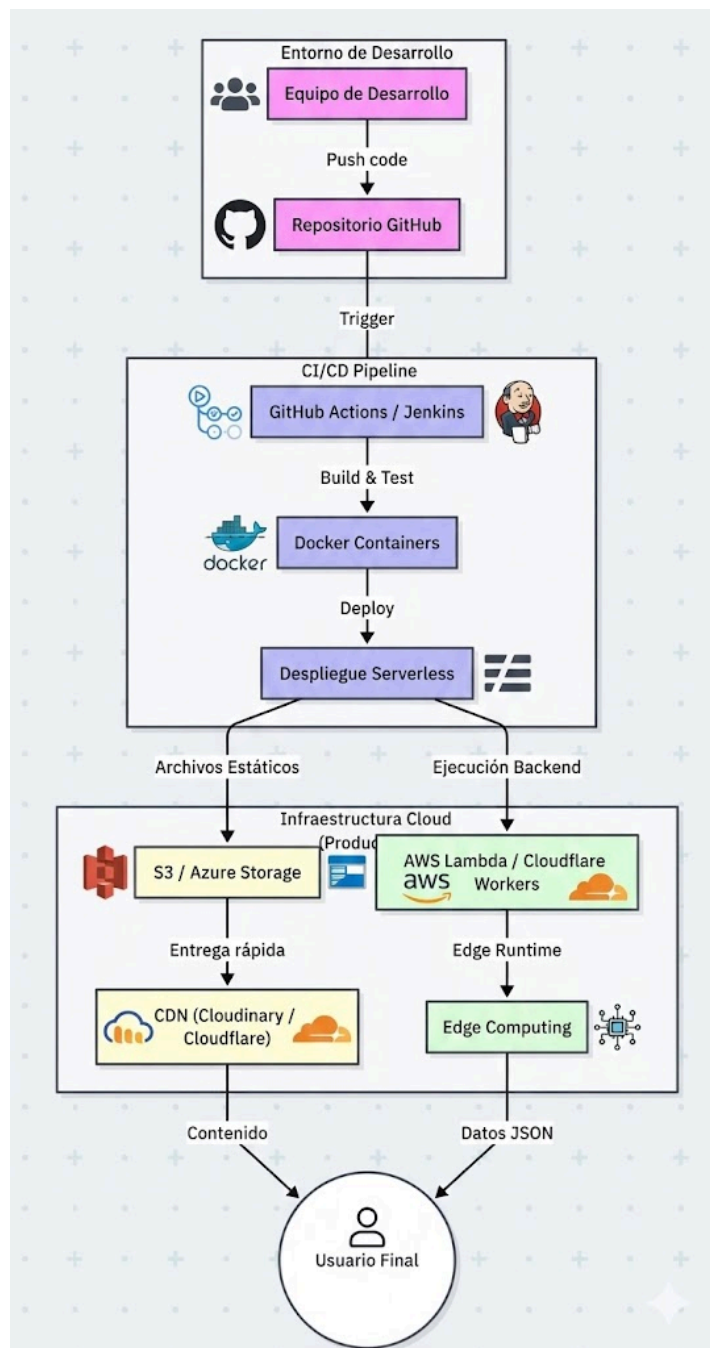 Entorno de Desarrollo
Equipo de Desarrollo
Push code
Repositorio GitHub
Trigger
CI/CD Pipeline
GitHub Actions / Jenkins
Build & Test
docker
Docker Containers
Deploy
Despliegue Serverless
Archivos Estáticos
Ejecución Backend
Infraestructura Cloud
S3 / Azure Storage
AWS Lambda / Cloudflare
aws
Workers
Entrega rápida
Edge Runtime
CDN (Cloudinary /
Cloudflare)
Edge Computing
Contenido
Datos JSON
Usuario Final